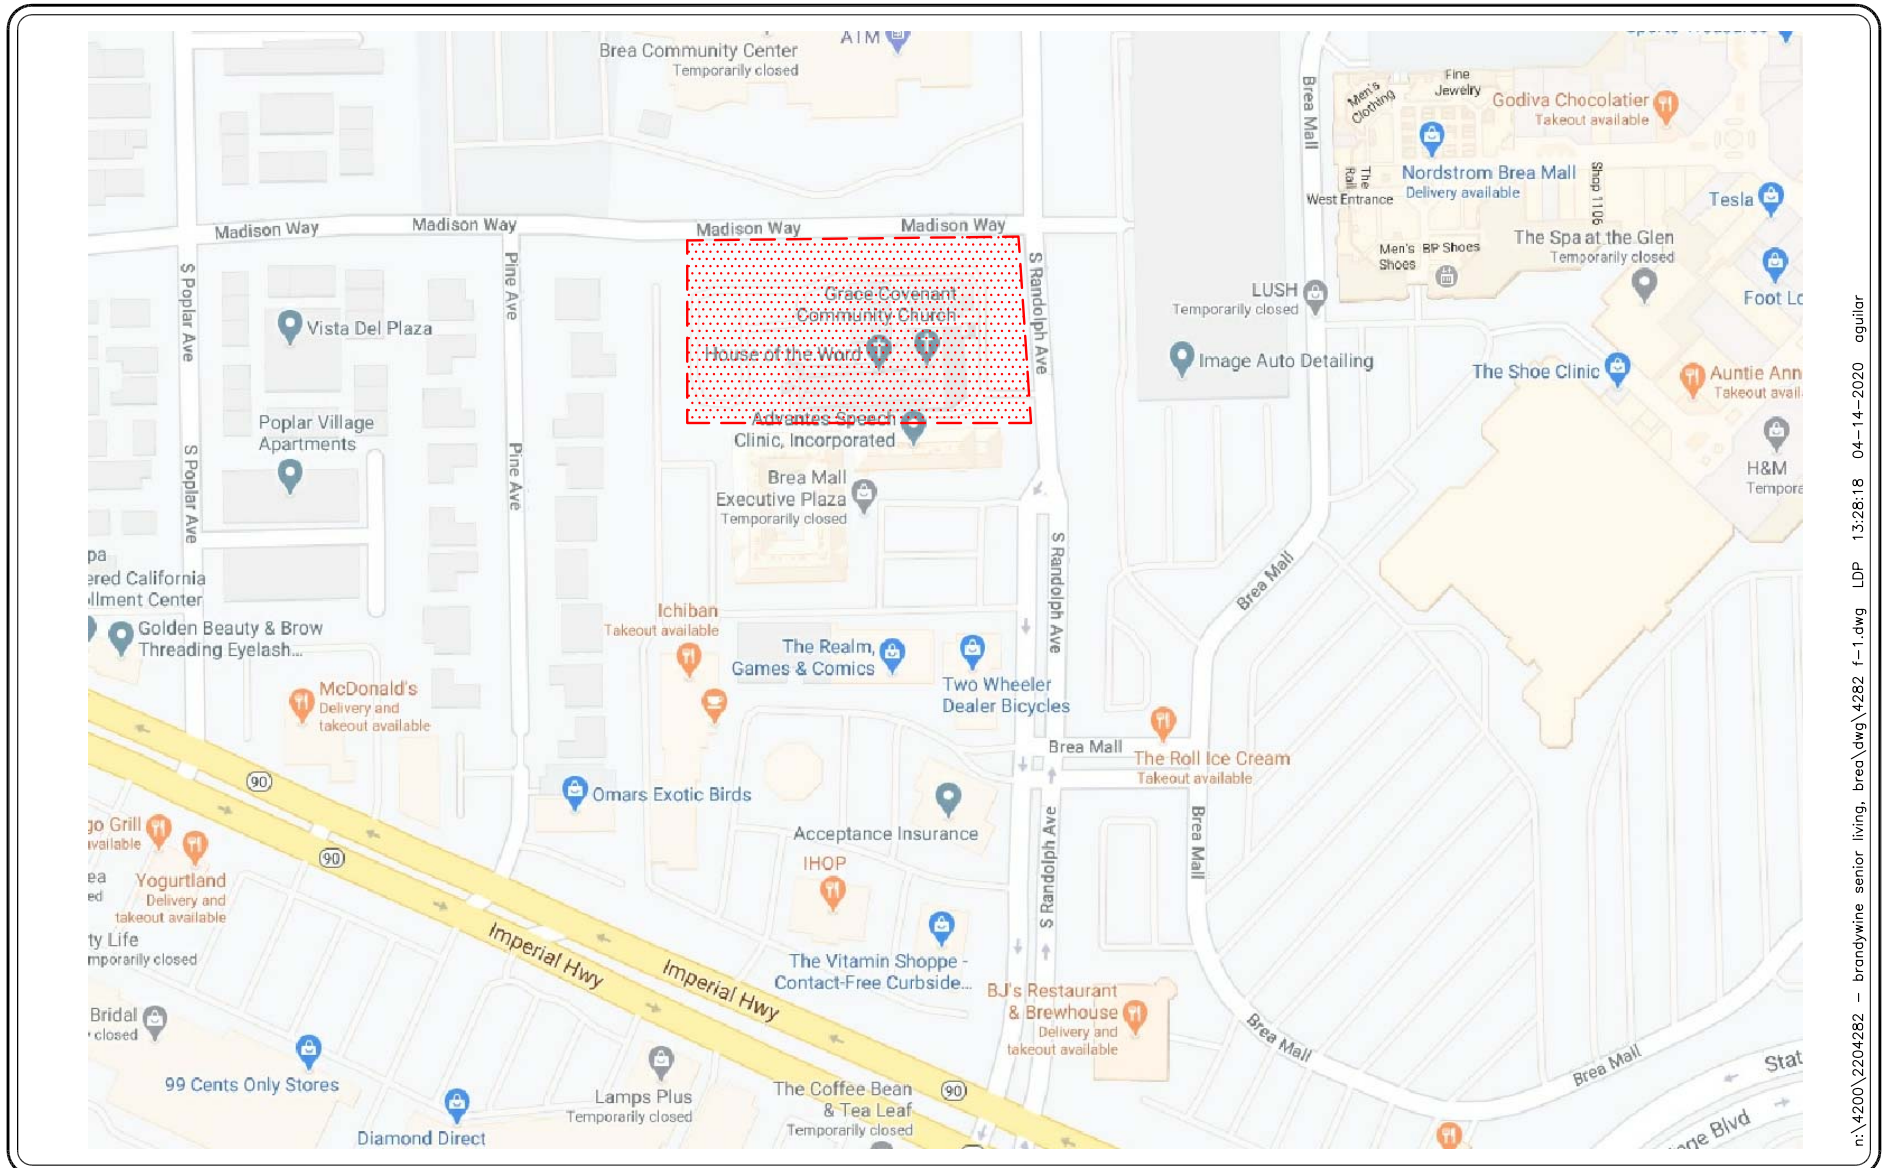 Brea Community Center
Temporarily closed
ATM
Brea Mall
Men's
Clothing
Fine
Jewelry
Godiva Chocolatier
Takeout available
Nordstrom Brea Mall
Delivery available
The
Rail
West Entrance
Shop 1106
Tesla
Men's
Shoes
BP Shoes
The Spa at the Glen
Temporarily closed
Madison Way
Madison Way
Madison Way
Madison Way
S Poplar Ave
Pine Ave
S Randolph Ave
Grace Covenant
Community Church
House of the Word
LUSH
Temporarily closed
Foot Lo
Vista Del Plaza
Image Auto Detailing
The Shoe Clinic
Auntie Ann
Takeout avail
Poplar Village
Apartments
Advantes Speech
Clinic, Incorporated
S Poplar Ave
Pine Ave
Brea Mall
Executive Plaza
Temporarily closed
H&M
Tempora
S Randolph Ave
Brea Mall
pa
ered California
ollment Center
Golden Beauty & Brow
Threading Eyelash...
Ichiban
Takeout available
The Realm,
Games & Comics
Two Wheeler
Dealer Bicycles
McDonald's
Delivery and
takeout available
Brea Mall
The Roll Ice Cream
Takeout available
90
Omars Exotic Birds
Acceptance Insurance
S Randolph Ave
Brea Mall
go Grill
available
90
IHOP
ea
ed
Yogurtland
Delivery and
takeout available
ty Life
mporarily closed
Imperial Hwy
Imperial Hwy
The Vitamin Shoppe -
Contact-Free Curbside...
BJ's Restaurant
& Brewhouse
Delivery and
takeout available
Bridal
closed
Brea Mall
Brea Mall
99 Cents Only Stores
Lamps Plus
Temporarily closed
The Coffee Bean
& Tea Leaf
Temporarily closed
90
Diamond Direct
Stat
Blvd
n:\4200\2204282 - brandywine senior living, brea\dwg\4282 f-1.dwg LDP 13:28:18 04-14-2020 aguilar